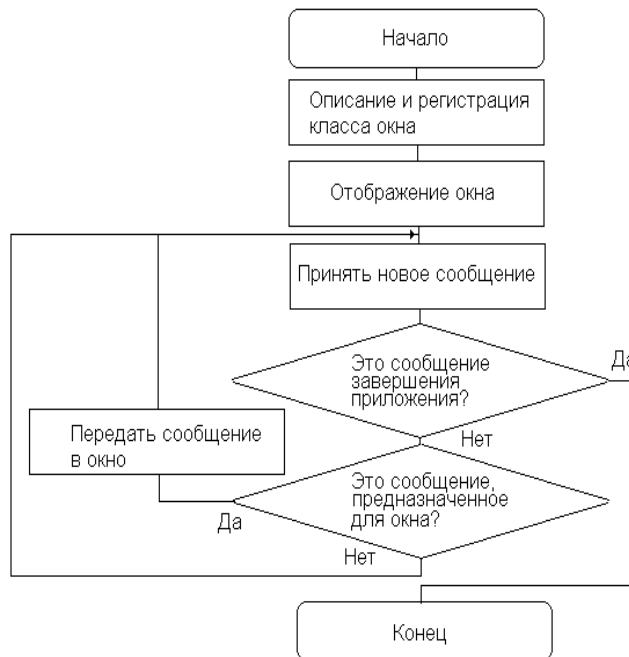 Начало
Описание и регистрация
класса окна
Отображение окна
Принять новое сообщение
Это сообщение
завершения
приложения?
Да
Нет
Передать сообщение
в окно
Это сообщение,
предназначенное
для окна?
Да
Нет
Конец